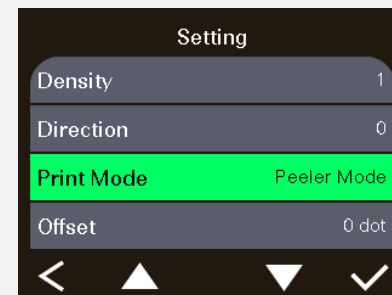 Setting
Density 1
Direction 0
Print Mode Peeler Mode
Offset 0 dot